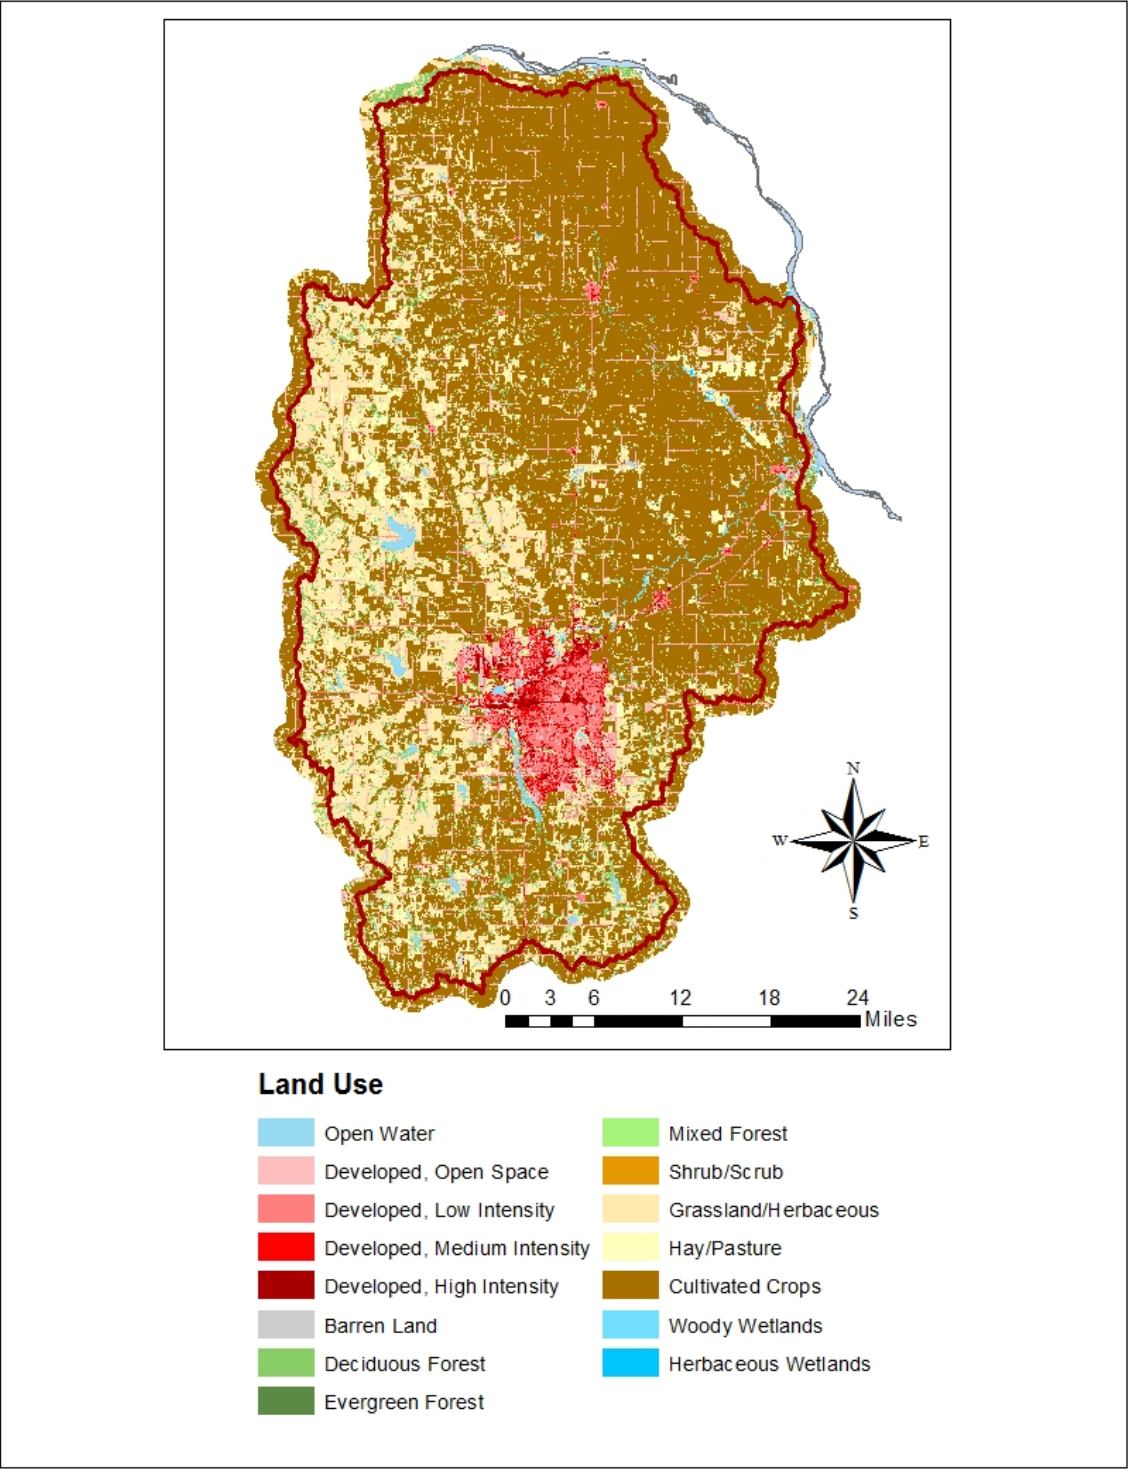 N
W E
S
0 3 6 12 18 24
Miles
Land Use
Open Water
Developed, Open Space
Developed, Low Intensity
Developed, Medium Intensity
Developed, High Intensity
Barren Land
Deciduous Forest
Evergreen Forest
Mixed Forest
Shrub/Scrub
Grassland/Herbaceous
Hay/Pasture
Cultivated Crops
Woody Wetlands
Herbaceous Wetlands